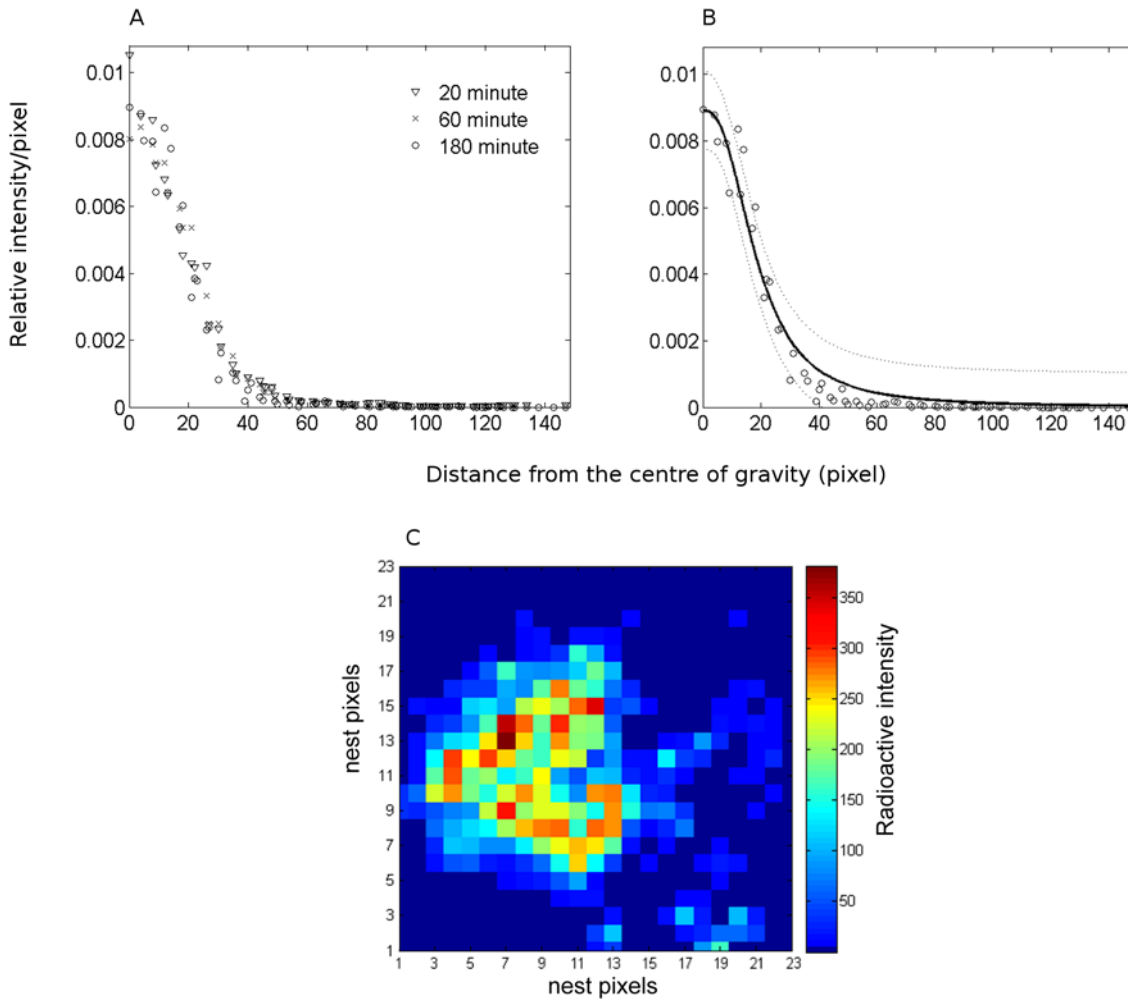 A
B
Relative intensity/pixel
0.01
0.008
0.006
0.004
0.002
0
0 20 40 60 80 100 120 140
20 minute
60 minute
180 minute
0.01
0.008
0.006
0.004
0.002
0
0 20 40 60 80 100 120 140
Distance from the centre of gravity (pixel)
C
nest pixels
23
21
19
17
15
13
11
9
7
5
3
1
1 3 5 7 9 11 13 15 17 19 21 23
nest pixels
350
300
250
200
150
100
50
Radioactive intensity